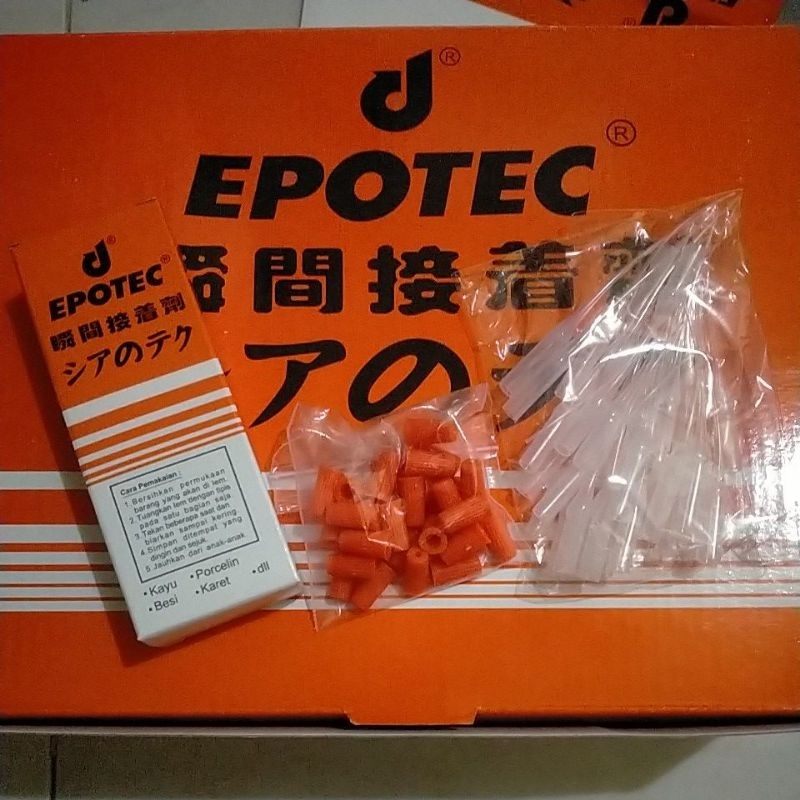 ®
®
EPOTEC
瞬間接着剤
アの
®
EPOTEC
瞬間接着劑
シアのテク
Cara Pemakaian :
1. Bersihkan permukaan
barang yang akan di lem
2. Tuangkan lem dengan tipis
pada satu bagian saja
3. Tekan beberapa saat dan
biarkan sampai kering
4. Simpan ditempat yang
dingin dan sejuk.
5 Jauhkan dari anak-anak
• Kayu • Porcelin • dll
• Besi • Karet